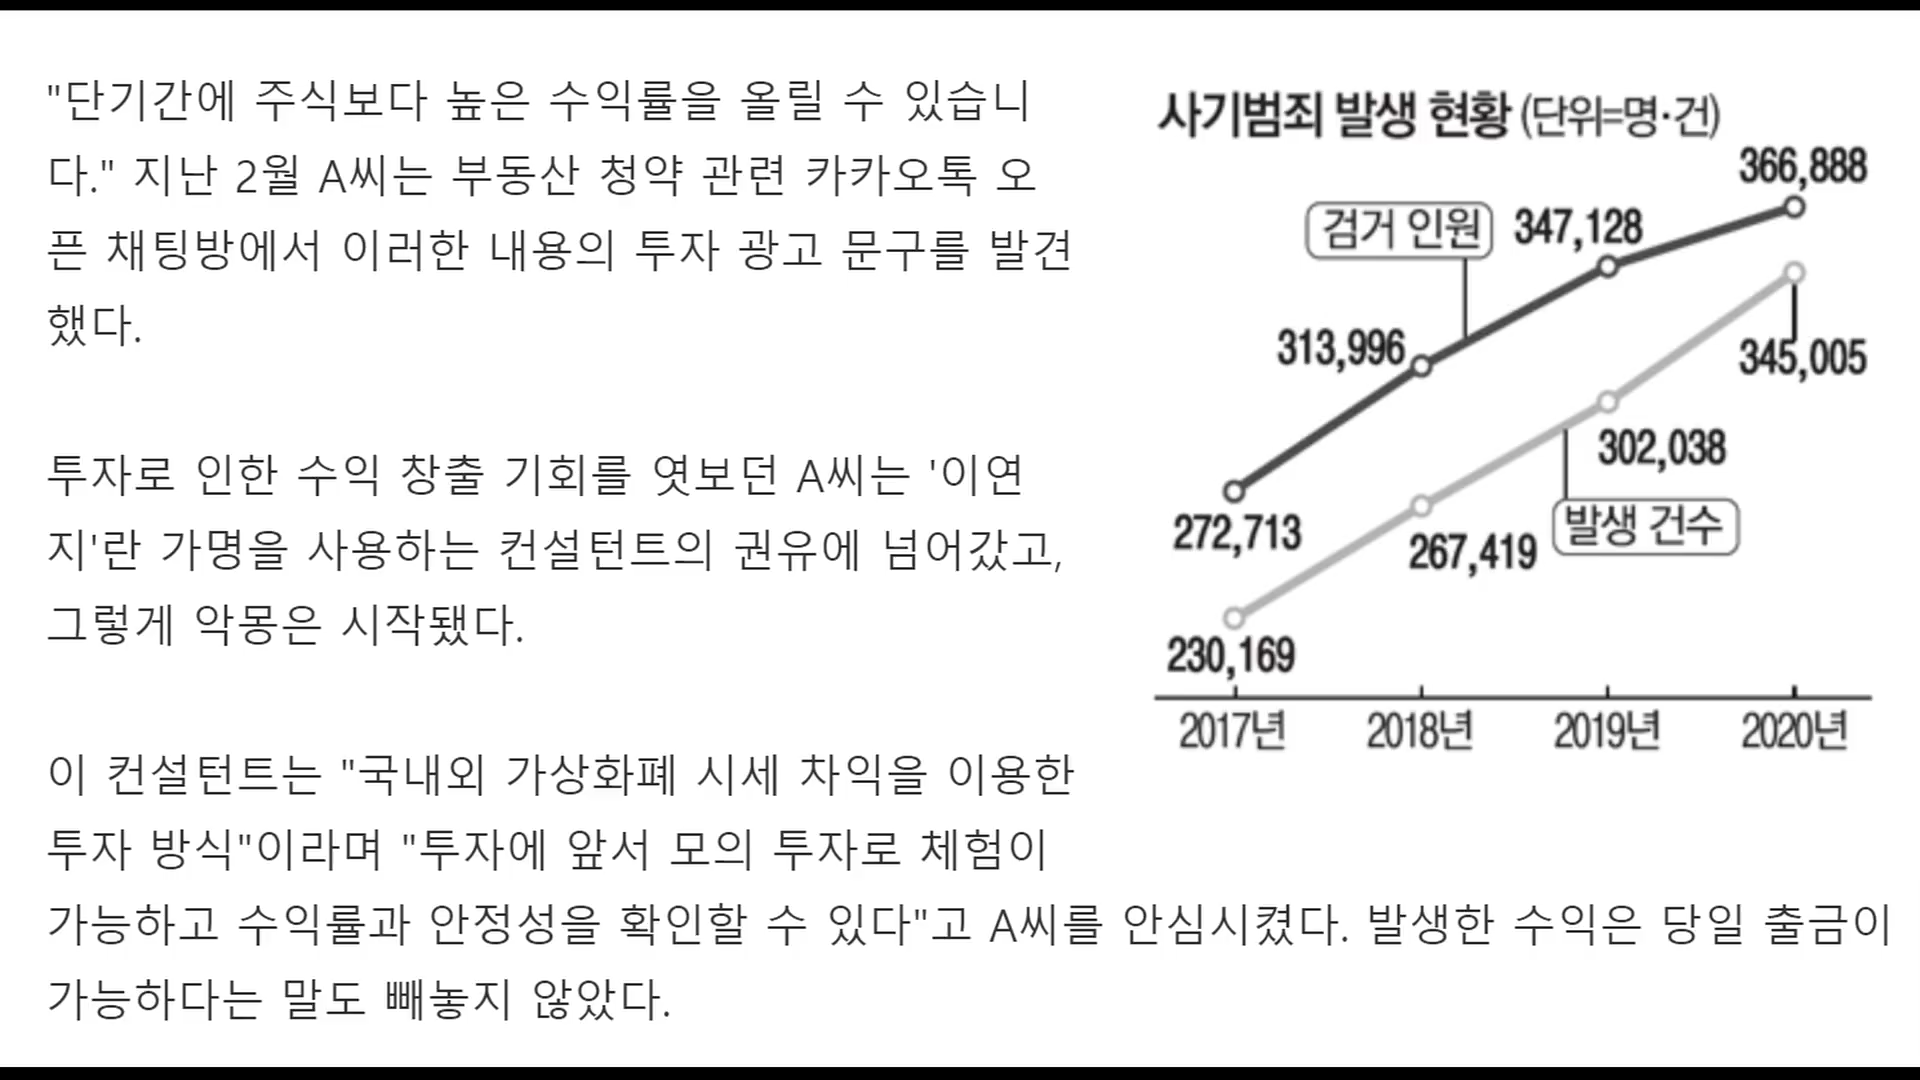 "단기간에 주식보다 높은 수익률을 올릴 수 있습니
다." 지난 2월 A씨는 부동산 청약 관련 카카오톡 오
픈 채팅방에서 이러한 내용의 투자 광고 문구를 발견
했다.
투자로 인한 수익 창출 기회를 엿보던 A씨는 '이연
지'란 가명을 사용하는 컨설턴트의 권유에 넘어갔고,
그렇게 악몽은 시작됐다.
이 컨설턴트는 "국내외 가상화폐 시세 차익을 이용한
투자 방식"이라며 "투자에 앞서 모의 투자로 체험이
가능하고 수익률과 안정성을 확인할 수 있다"고 A씨를 안심시켰다. 발생한 수익은 당일 출금이
가능하다는 말도 빼놓지 않았다.
사기범죄 발생 현황 (단위=명·건)
366,888
검거 인원 347,128
313,996
345,005
302,038
272,713
267,419 발생 건수
230,169
2017년 2018년 2019년 2020년